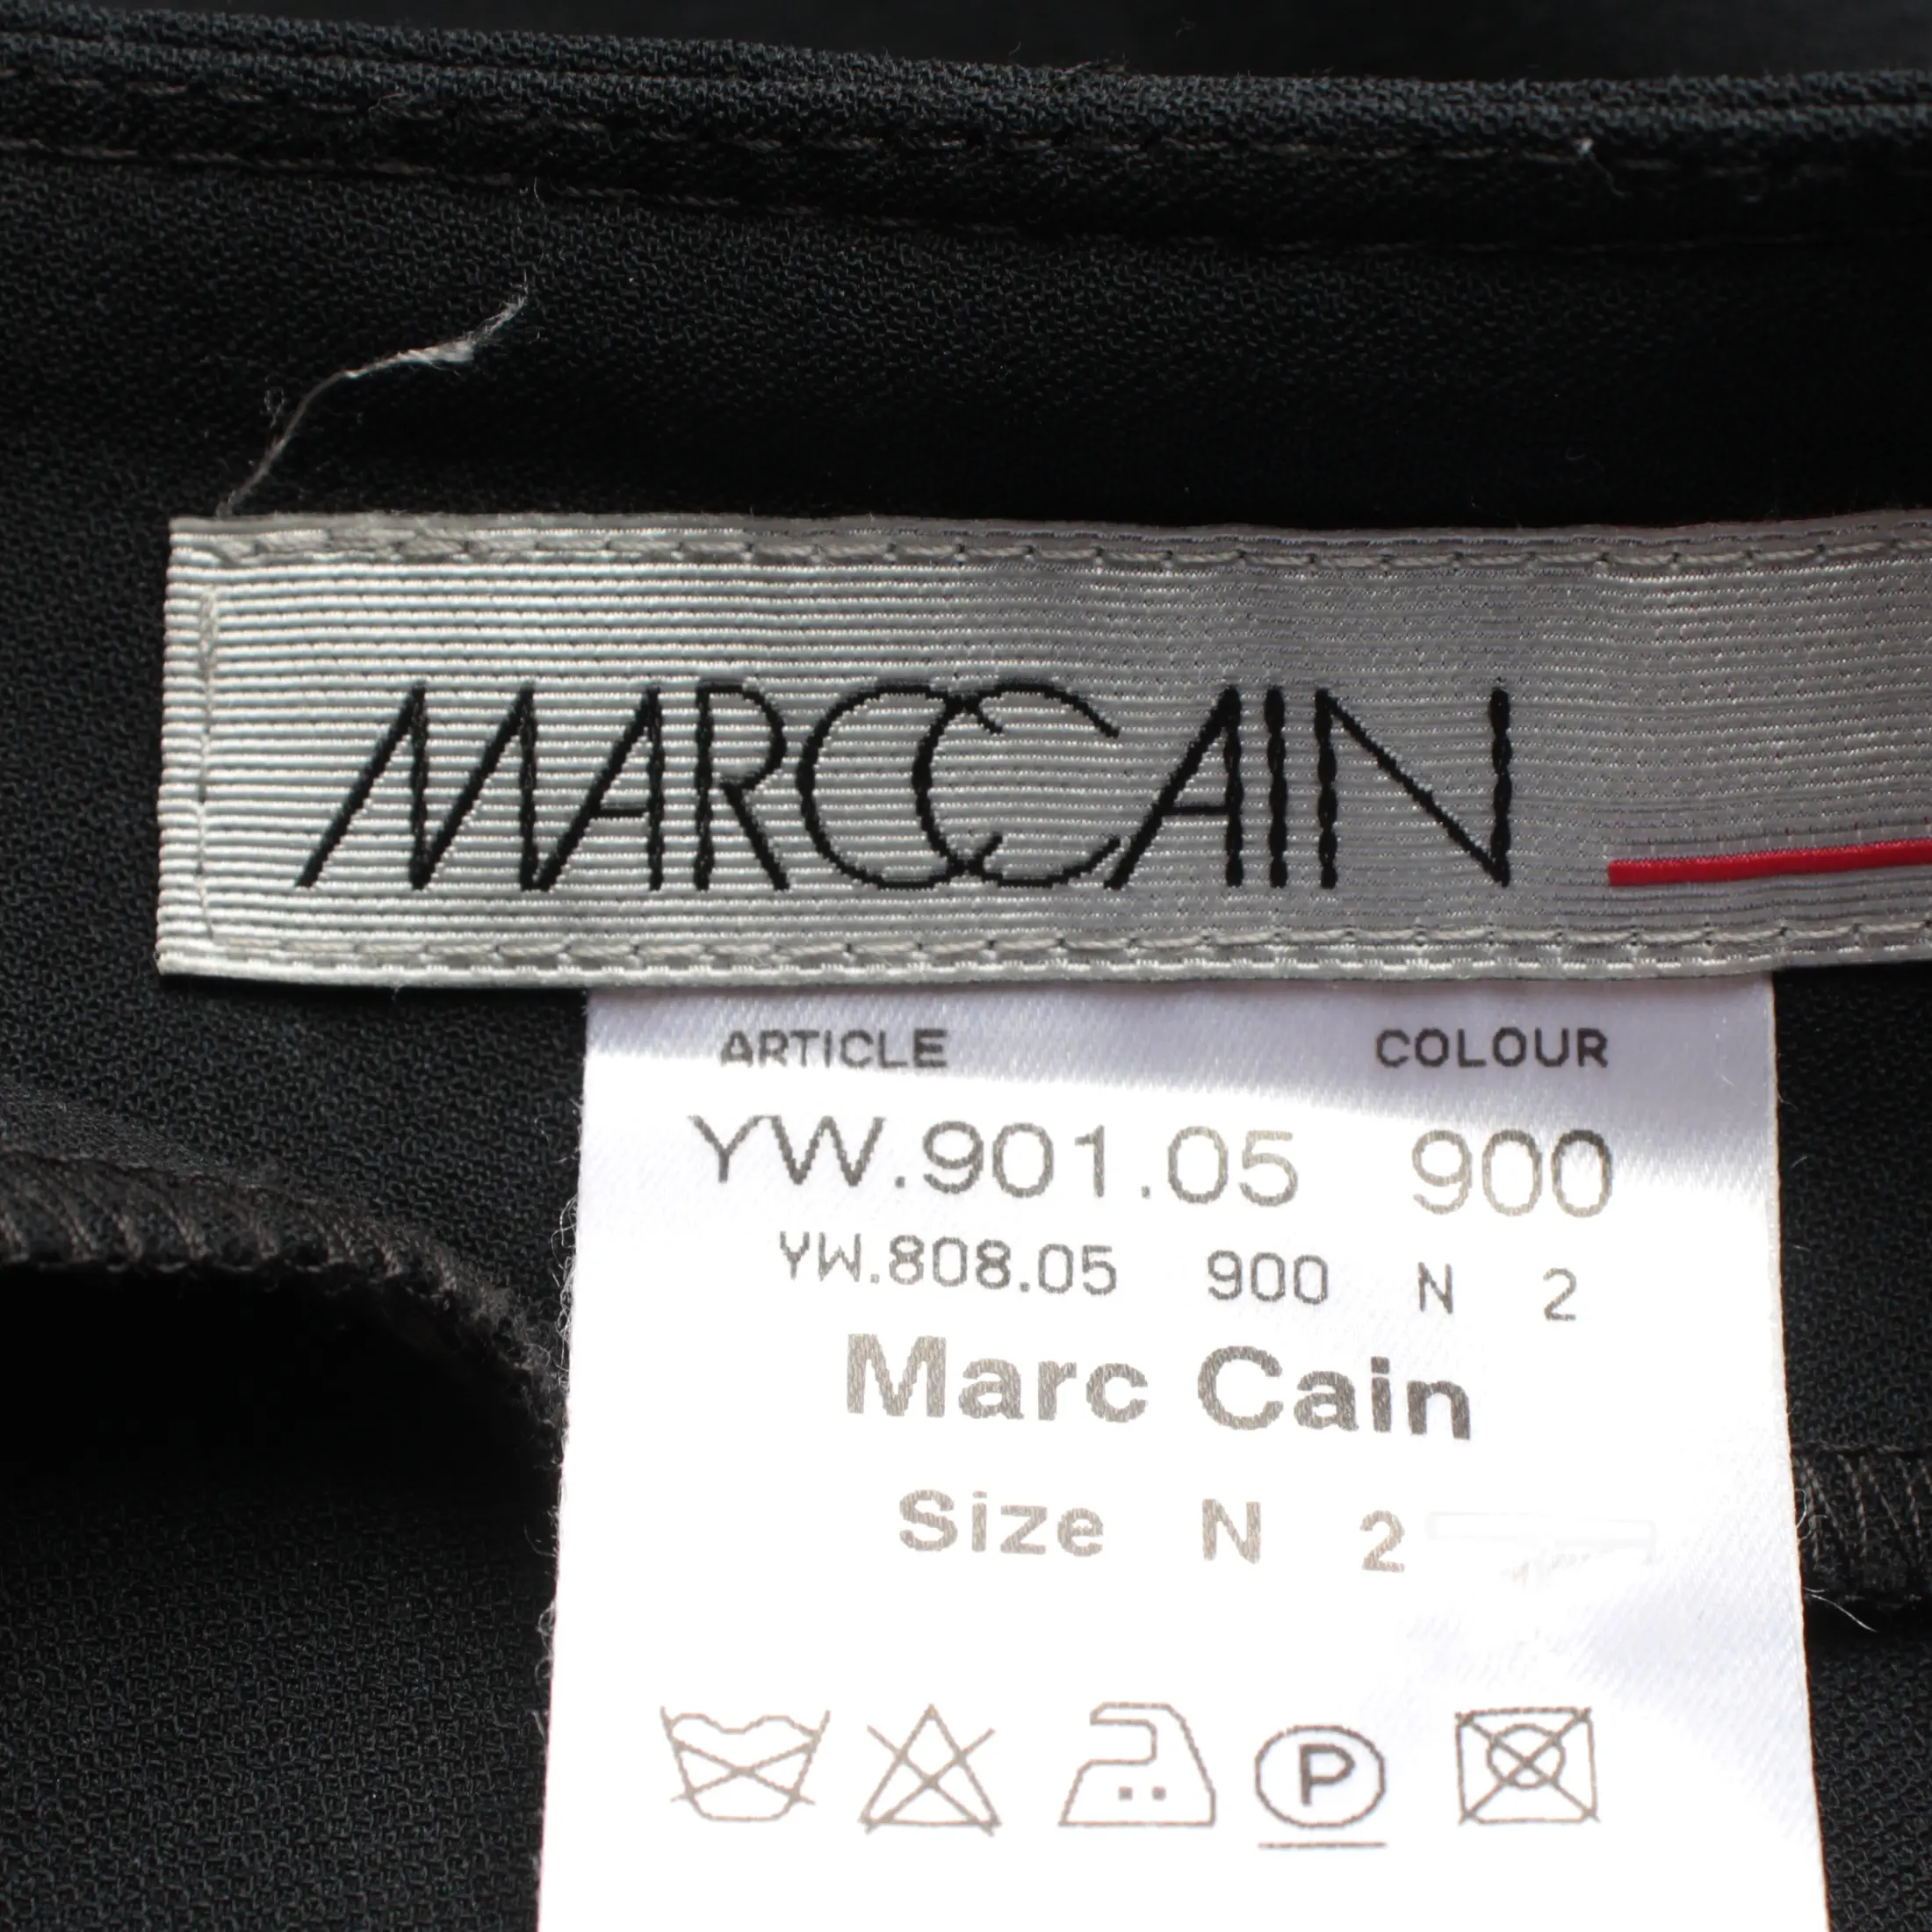 MARCCAIN
ARTICLE COLOUR
YW.901.05 900
YW.808.05 900 N 2
Marc Cain
Size N 2
P